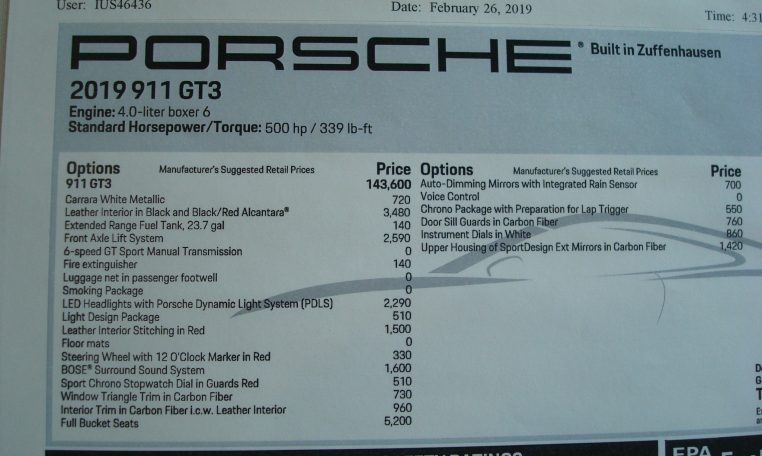 User: IUS46436
Date: February 26, 2019
Time: 4:31
PORSCHE® Built in Zuffenhausen
2019 911 GT3
Engine: 4.0-liter boxer 6
Standard Horsepower/Torque: 500 hp / 339 lb-ft
Options Manufacturer's Suggested Retail Prices Price
911 GT3 143,600
Carrara White Metallic 720
Leather Interior in Black and Black/Red Alcantara® 3,480
Extended Range Fuel Tank, 23.7 gal 140
Front Axle Lift System 2,590
6-speed GT Sport Manual Transmission 0
Fire extinguisher 140
Luggage net in passenger footwell 0
Smoking Package 0
LED Headlights with Porsche Dynamic Light System (PDLS) 2,290
Light Design Package 510
Leather Interior Stitching in Red 1,500
Floor mats 0
Steering Wheel with 12 O'Clock Marker in Red 330
BOSE® Surround Sound System 1,600
Sport Chrono Stopwatch Dial in Guards Red 510
Window Triangle Trim in Carbon Fiber 730
Interior Trim in Carbon Fiber i.c.w. Leather Interior 960
Full Bucket Seats 5,200
Options Manufacturer's Suggested Retail Prices Price
Auto-Dimming Mirrors with Integrated Rain Sensor 700
Voice Control 0
Chrono Package with Preparation for Lap Trigger 550
Door Sill Guards in Carbon Fiber 760
Instrument Dials in White 860
Upper Housing of SportDesign Ext Mirrors in Carbon Fiber 1,420
EPA